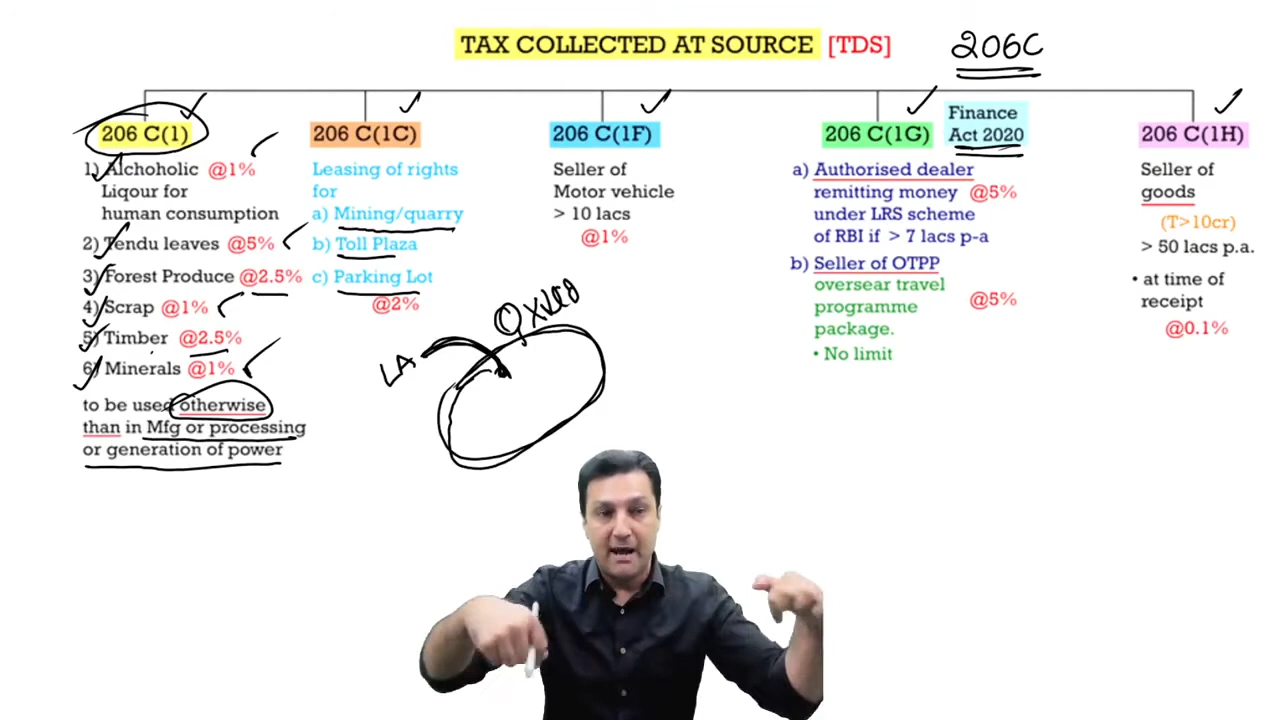 TAX COLLECTED AT SOURCE [TDS]
206C
206 C(1)
1) Alchoholic @1%
Liqour for
human consumption
2) Tendu leaves @5%
3) Forest Produce @2.5%
4) Scrap @1%
5) Timber @2.5%
6) Minerals @1%
to be used otherwise
than in Mfg or processing
or generation of power
206 C(1C)
Leasing of rights
for
a) Mining/quarry
b) Toll Plaza
c) Parking Lot
@2%
LA
206 C(1F)
Seller of
Motor vehicle
> 10 lacs
@1%
206 C(1G)
Finance
Act 2020
a) Authorised dealer
remitting money @5%
under LRS scheme
of RBI if > 7 lacs p-a
b) Seller of OTPP
oversear travel
programme @5%
package.
• No limit
206 C(1H)
Seller of
goods
(T>10cr)
> 50 lacs p.a.
• at time of
receipt
@0.1%